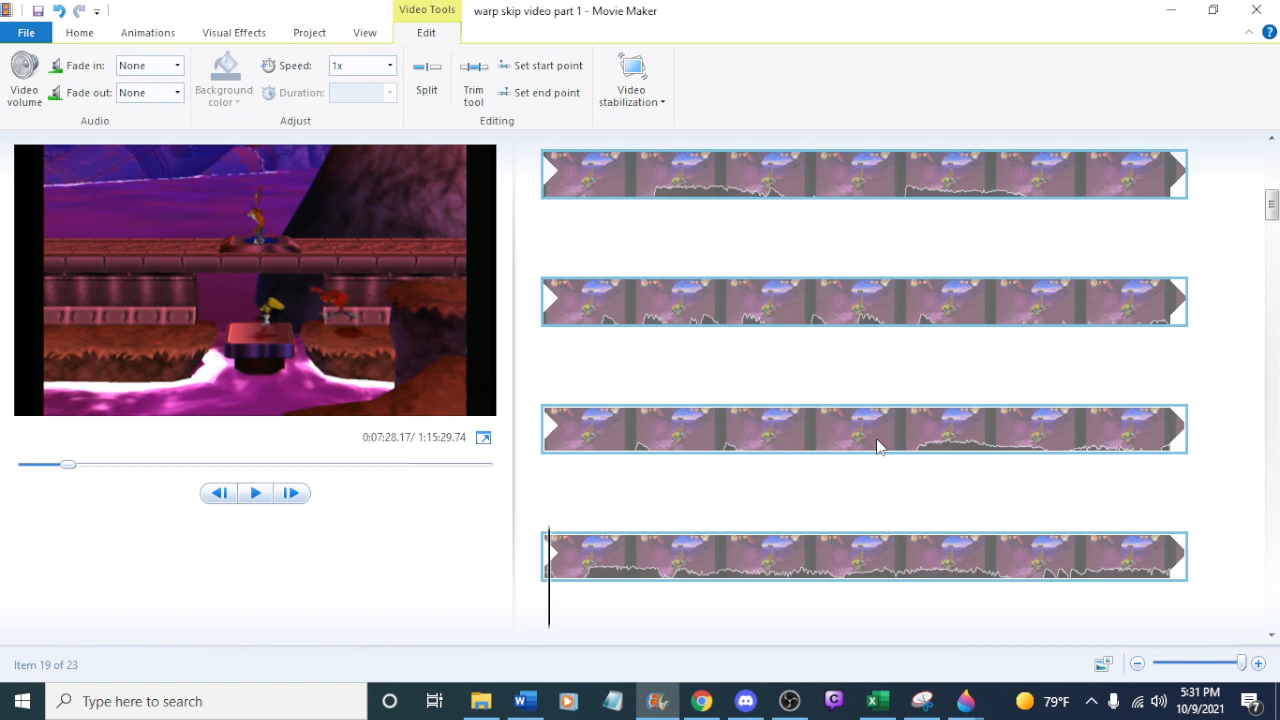 Video Tools
warp skip video part 1 - Movie Maker
File Home Animations Visual Effects Project View Edit
Video volume
Fade in: None
Fade out: None
Audio
Background color
Speed: 1x
Duration:
Adjust
Split
Trim tool
Set start point
Set end point
Editing
Video stabilization
0:07:28.17/ 1:15:29.74
Item 19 of 23
Type here to search
79°F
5:31 PM
10/9/2021
7